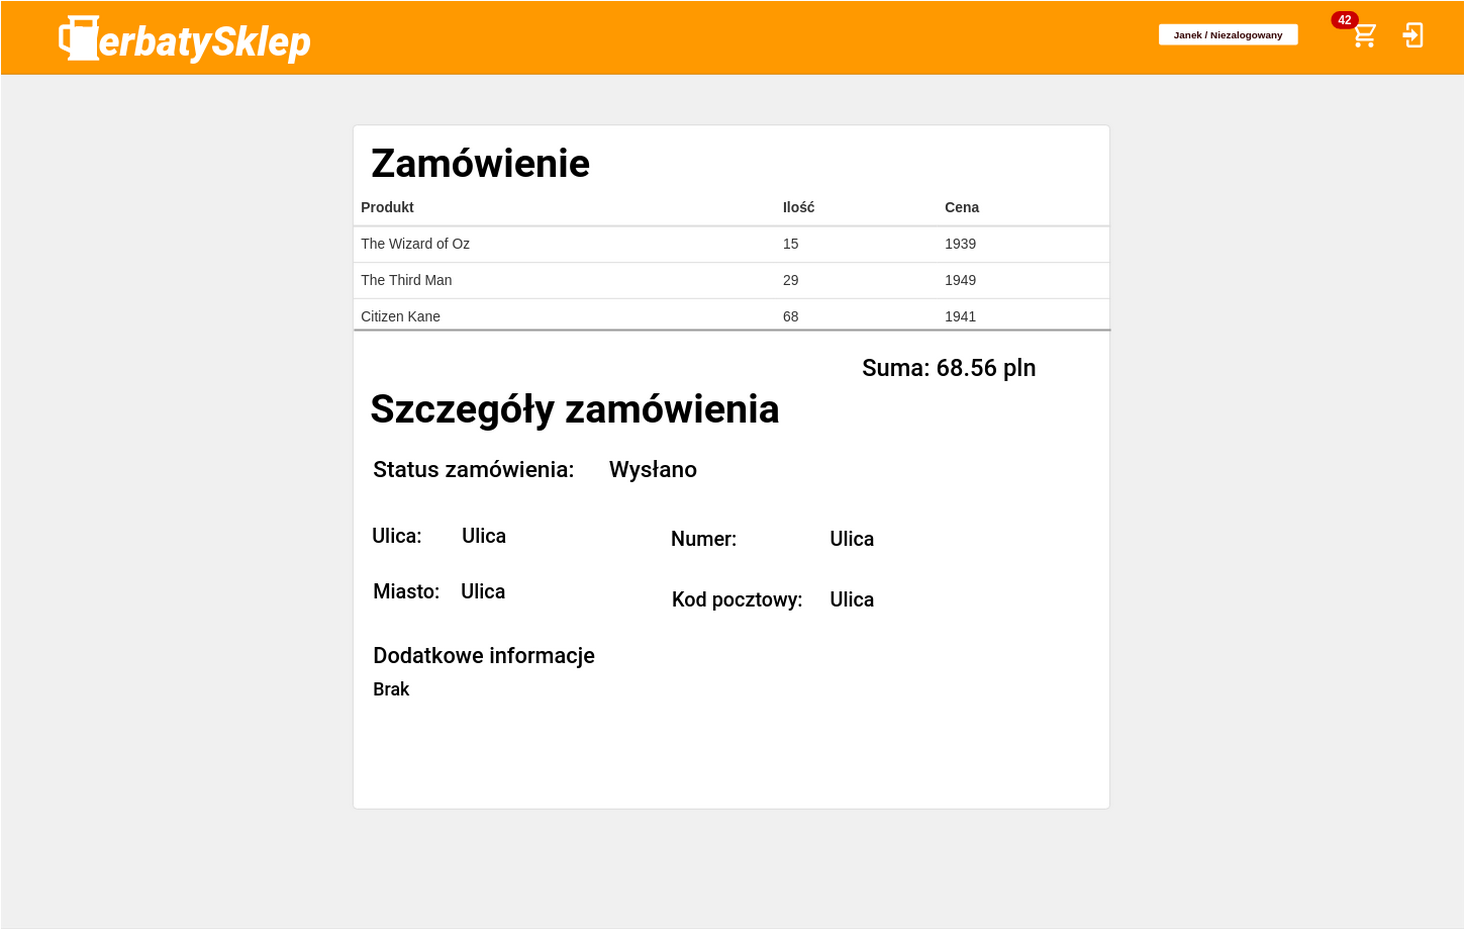 erbatySklep
Janek / Niezalogowany
42
Zamówienie
Produkt Ilość Cena
The Wizard of Oz 15 1939
The Third Man 29 1949
Citizen Kane 68 1941
Suma: 68.56 pln
Szczegóły zamówienia
Status zamówienia: Wysłano
Ulica: Ulica Numer: Ulica
Miasto: Ulica Kod pocztowy: Ulica
Dodatkowe informacje
Brak